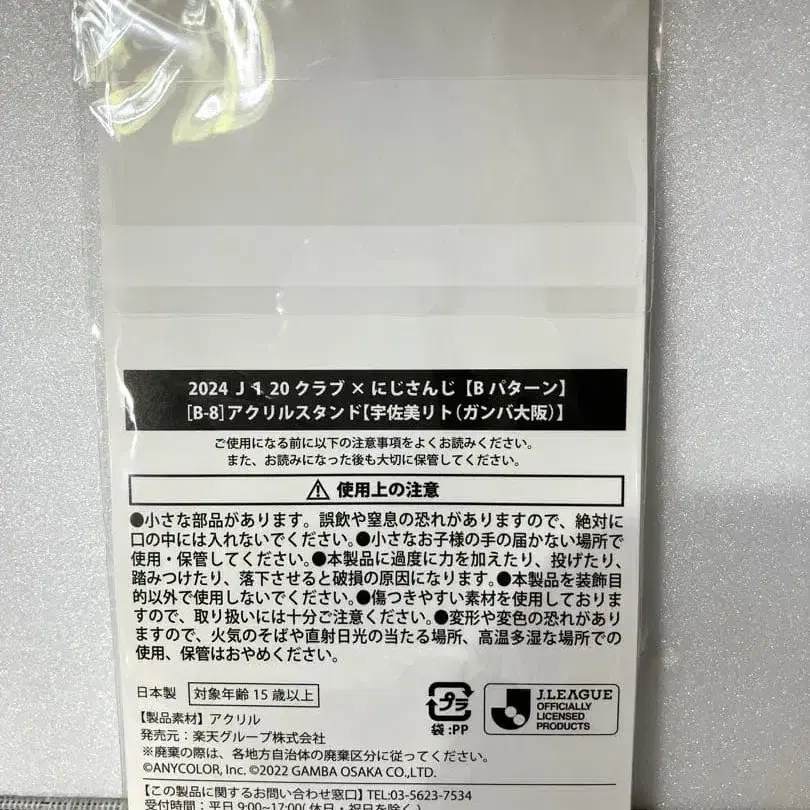 2024 J1 20クラブ×にじさんじ【Bパターン】
[B-8]アクリルスタンド【宇佐美リト(ガンバ大阪)】
ご使用になる前に以下の注意事項をよくお読みください。
また、お読みになった後も大切に保管してください。
使用上の注意
●小さな部品があります。誤飲や窒息の恐れがありますので、絶対に
口の中には入れないでください。●小さなお子様の手の届かない場所で
使用・保管してください。●本製品に過度に力を加えたり、投げたり、
踏みつけたり、落下させると破損の原因になります。●本製品を装飾目
的以外で使用しないでください。●傷つきやすい素材を使用しておりま
すので、取り扱いには十分ご注意ください。●変形や変色の恐れがあり
ますので、火気のそばや直射日光の当たる場所、高温多湿な場所での
使用、保管はおやめください。
日本製 対象年齢15歳以上
【製品素材】アクリル
発売元:楽天グループ株式会社
※廃棄の際は、各地方自治体の廃棄区分に従ってください。
©ANYCOLOR, Inc. ©2022 GAMBA OSAKA CO.,LTD.
プラ
袋:PP
J.LEAGUE
OFFICIALLY
LICENSED
PRODUCTS
【この製品に関するお問い合わせ窓口】TEL:03-5623-7534
受付時間:平日9:00~17:00(休日・祝日を除く)